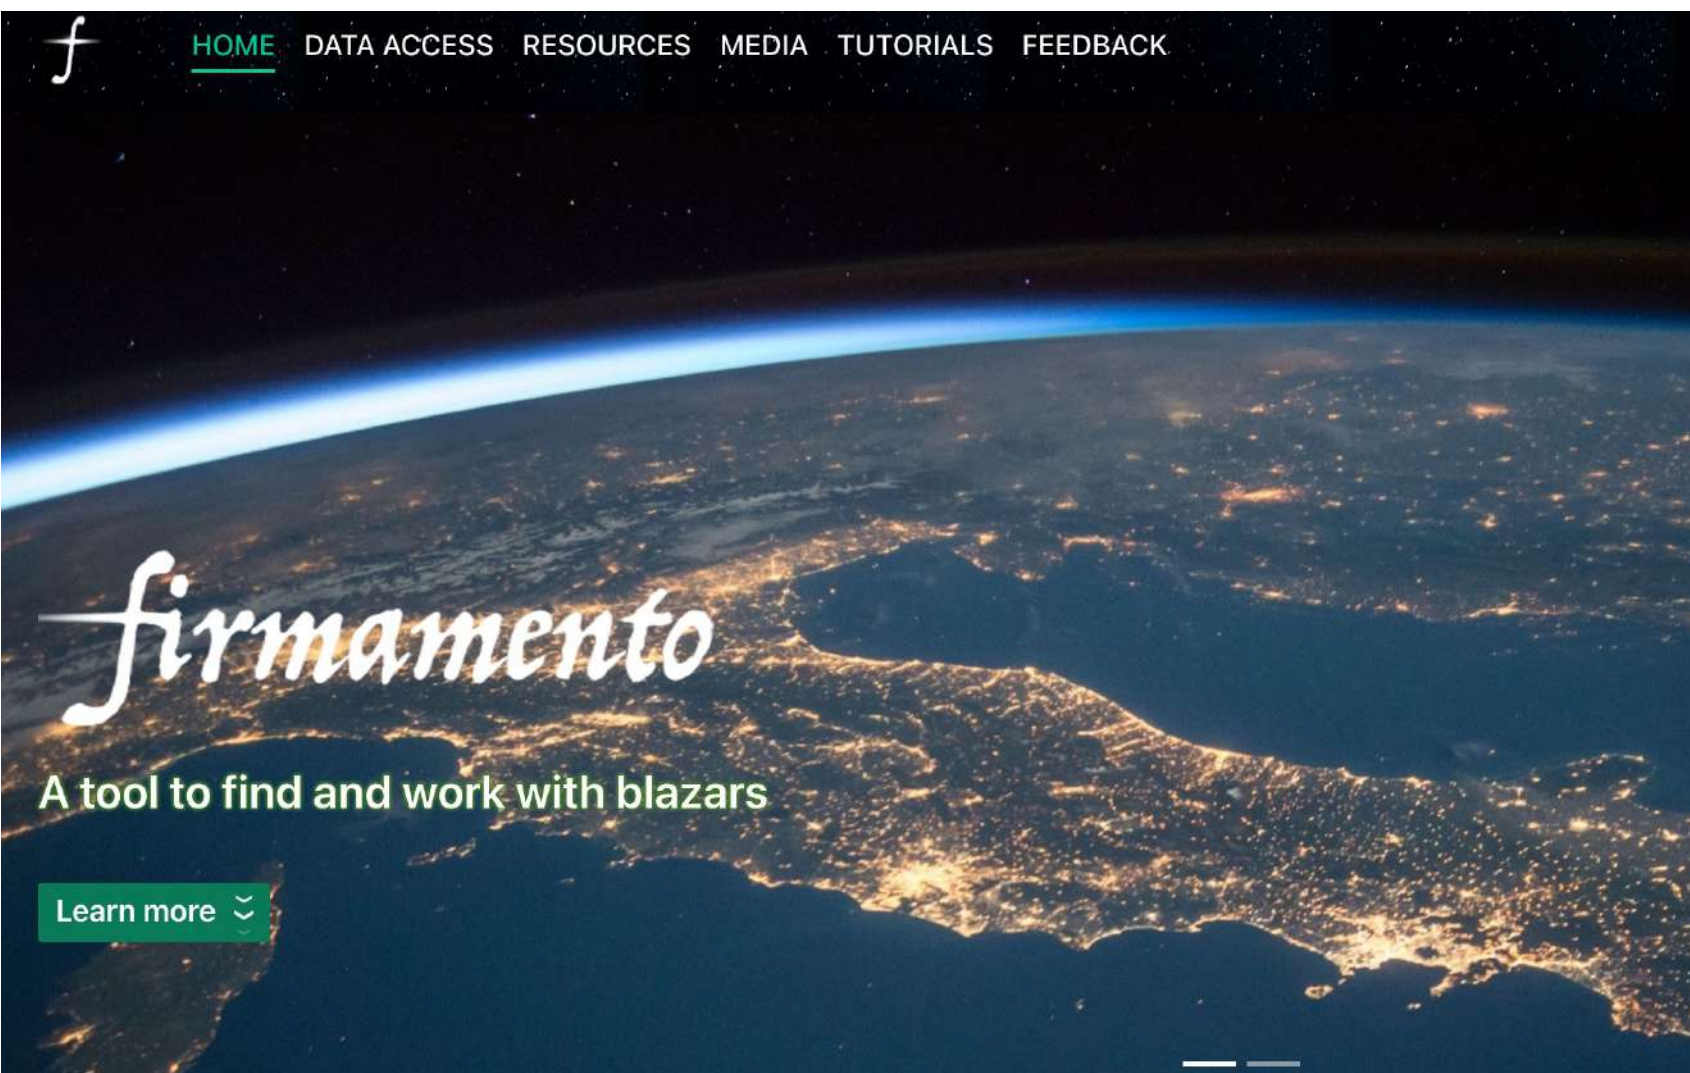 f
HOME DATA ACCESS RESOURCES MEDIA TUTORIALS FEEDBACK
firmamento
A tool to find and work with blazars
Learn more